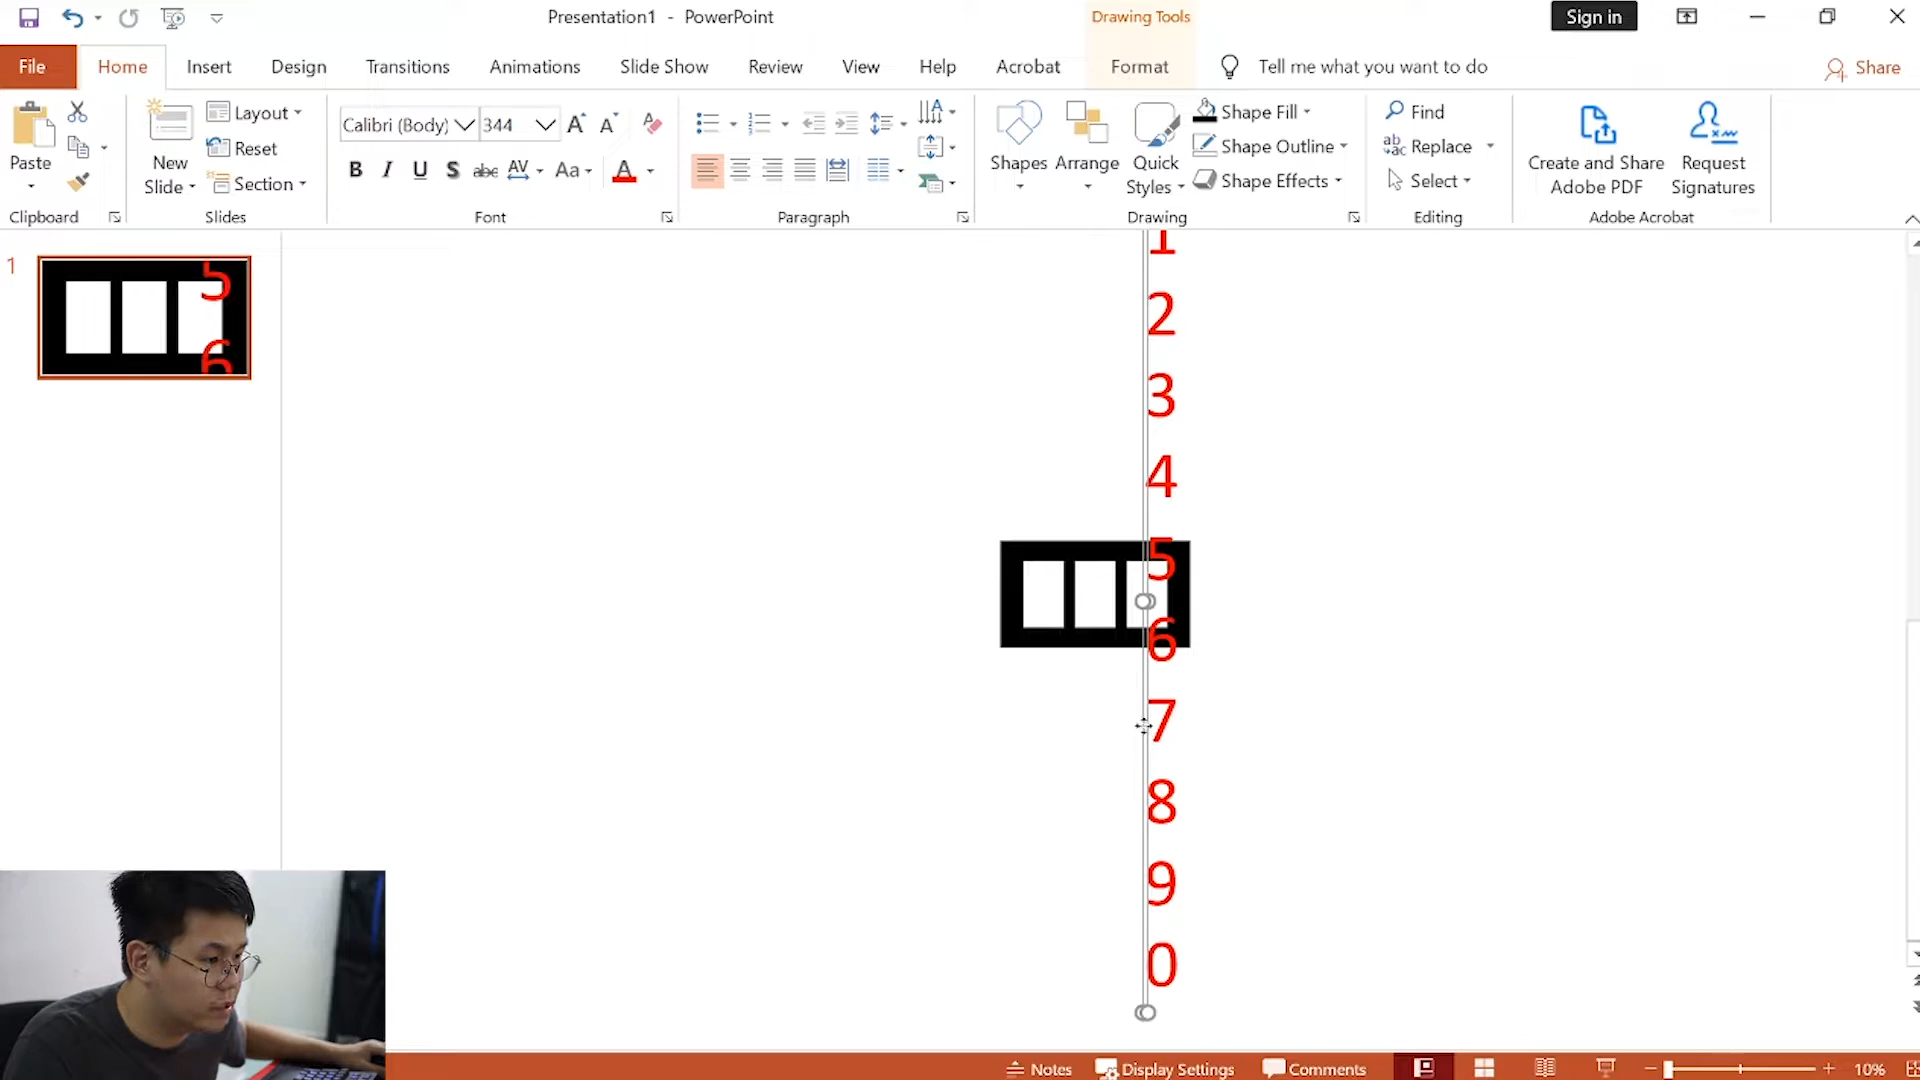 Presentation1 - PowerPoint
Drawing Tools
Sign in
File
Home
Insert
Design
Transitions
Animations
Slide Show
Review
View
Help
Acrobat
Format
Tell me what you want to do
Share
Paste
Clipboard
New
Slide
Layout
Reset
Section
Slides
Calibri (Body)
344
B I U S abc AV Aa A
Font
Paragraph
Shapes
Arrange
Quick
Styles
Shape Fill
Shape Outline
Shape Effects
Drawing
Find
Replace
Select
Editing
Create and Share
Adobe PDF
Request
Signatures
Adobe Acrobat
1
5
6
1
2
3
4
5
6
7
8
9
0
Notes
Display Settings
Comments
10%